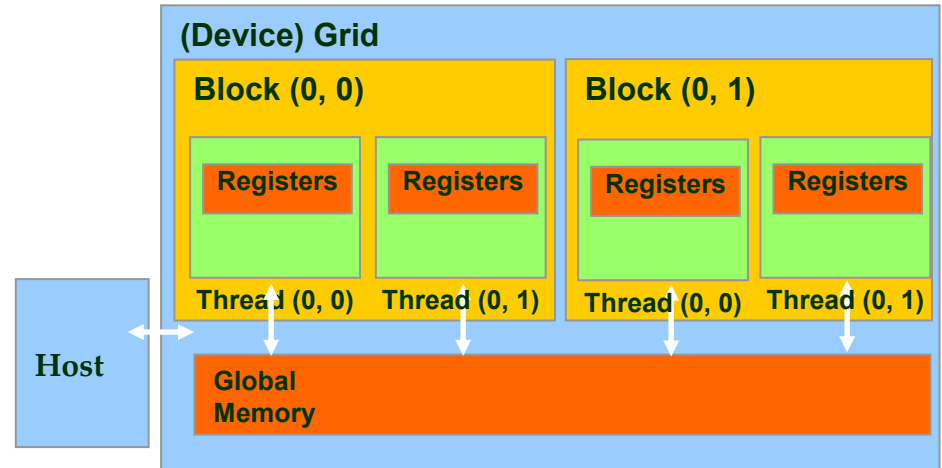 (Device) Grid
Block (0, 0)
Block (0, 1)
Registers
Registers
Registers
Registers
Thread (0, 0)
Thread (0, 1)
Thread (0, 0)
Thread (0, 1)
Host
Global
Memory